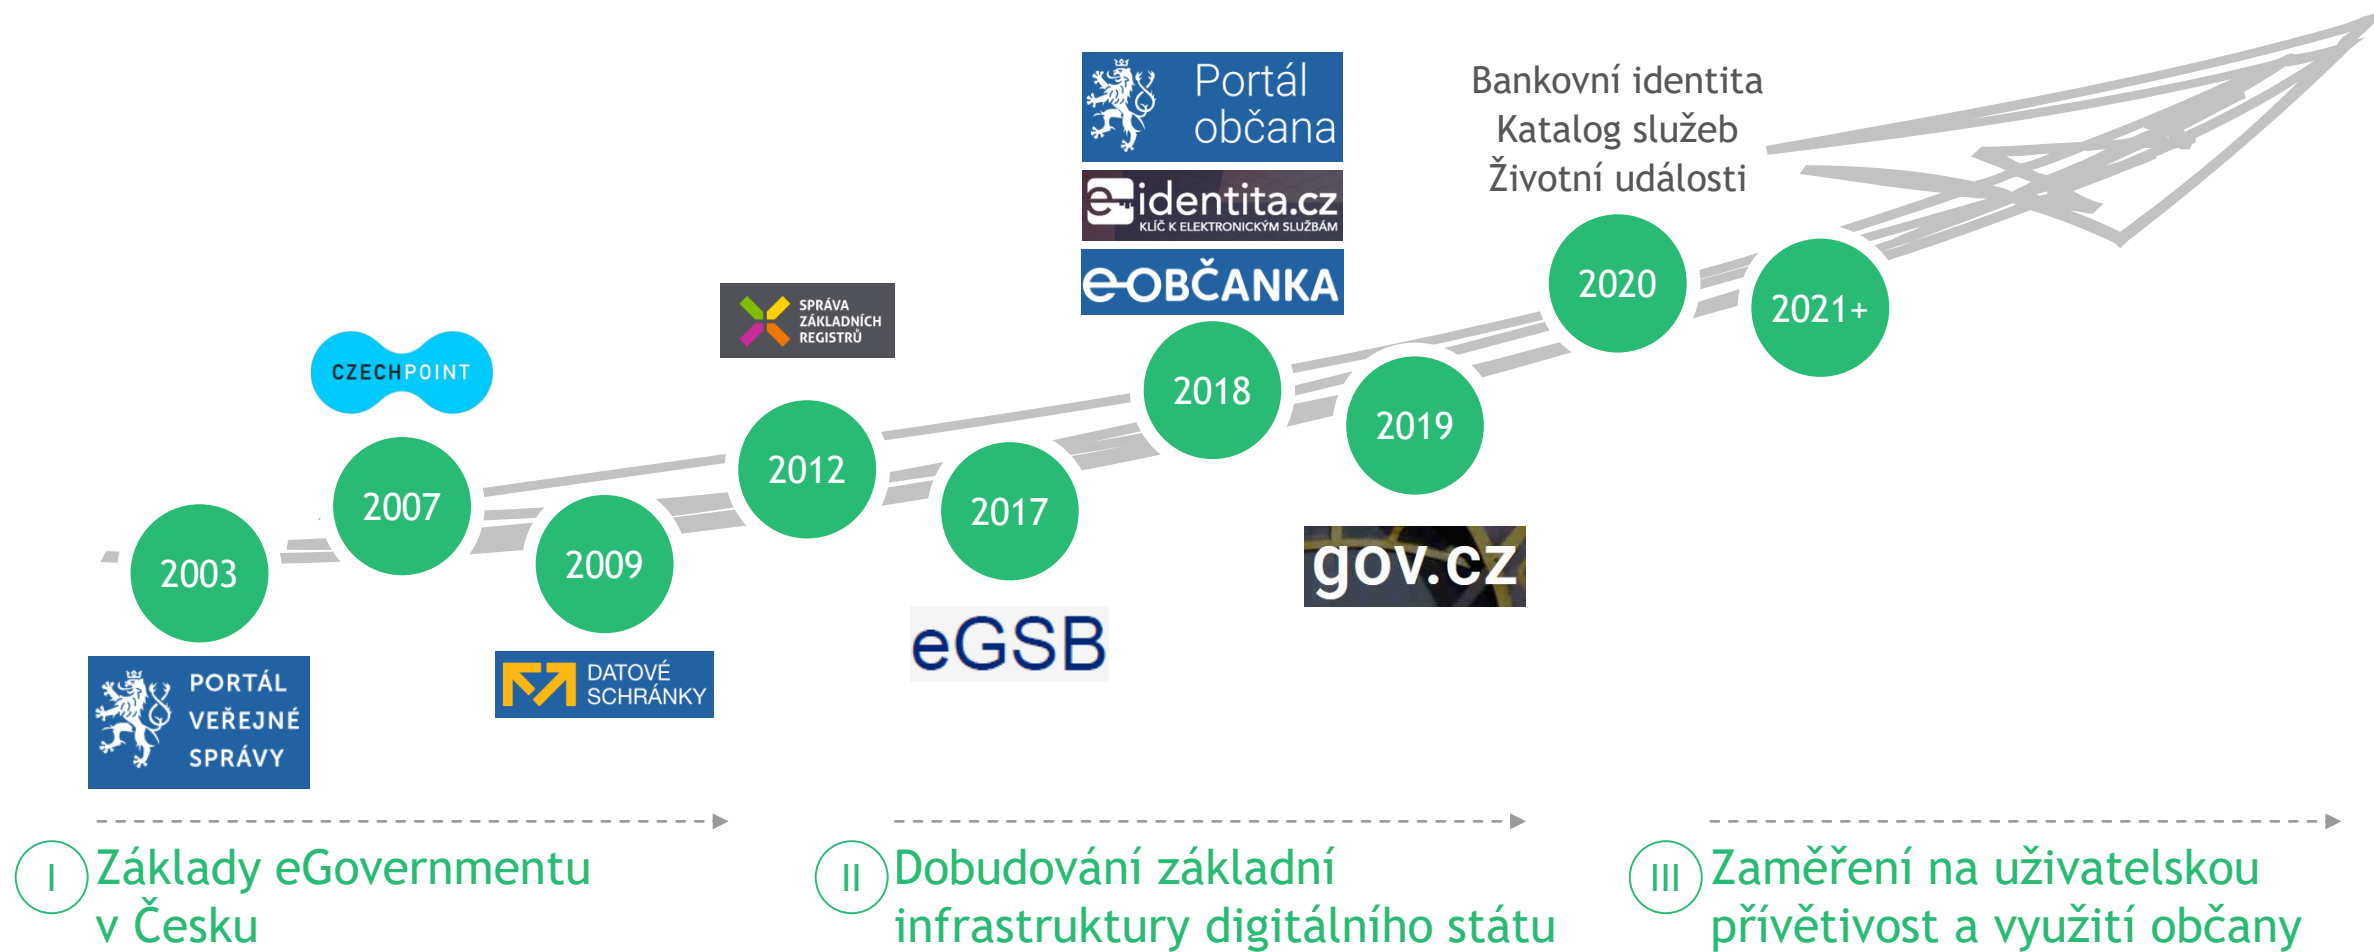 Portál
občana
e-identita.cz
KLÍČ K ELEKTRONICKÝM SLUŽBÁM
e-OBČANKA
Bankovní identita
Katalog služeb
Životní události
SPRÁVA
ZÁKLADNÍCH
REGISTRŮ
CZECHPOINT
2003
2007
2009
2012
2017
2018
2019
2020
2021+
PORTÁL
VEŘEJNÉ
SPRÁVY
DATOVÉ
SCHRÁNKY
eGSB
gov.cz
I
Základy eGovernmentu
v Česku
II
Dobudování základní
infrastruktury digitálního státu
III
Zaměření na uživatelskou
přívětivost a využití občany